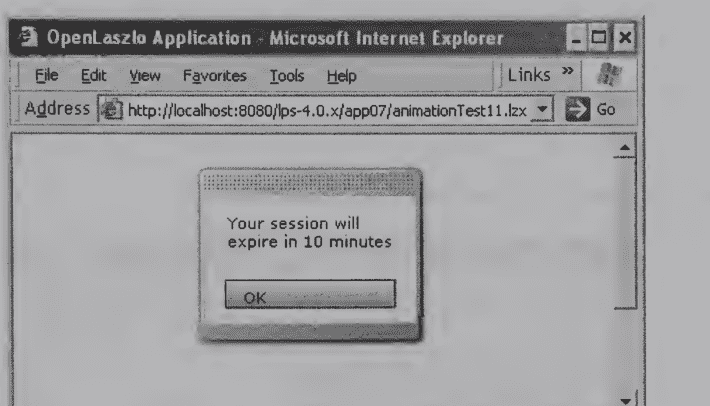 OpenLaszlo Application - Microsoft Internet Explorer
File Edit View Favorites Tools Help Links »
Address http://localhost:8080/lps-4.0.x/app07/animationTest11.lzx Go
Your session will
expire in 10 minutes
OK